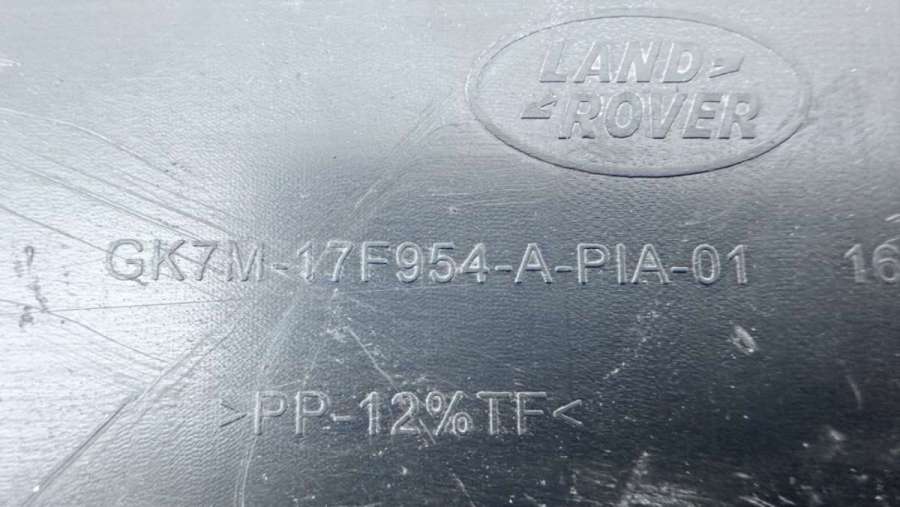 LAND
ROVER
GK7M-17F954-A-PIA-01 16
>PP-12%TF<